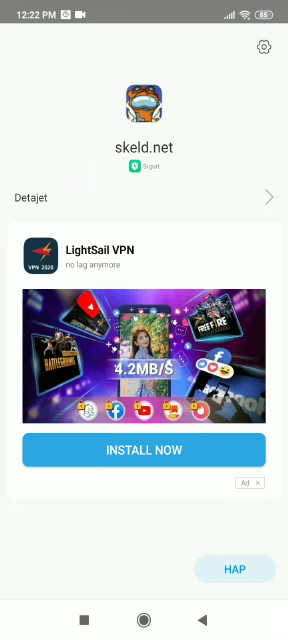 12:22 PM
85
skeld.net
Sigurt
Detajet
LightSail VPN
VPN 2020
no lag anymore
FREE FIRE
BATTLEGROUNDS
4.2MB/S
INSTALL NOW
Ad
HAP